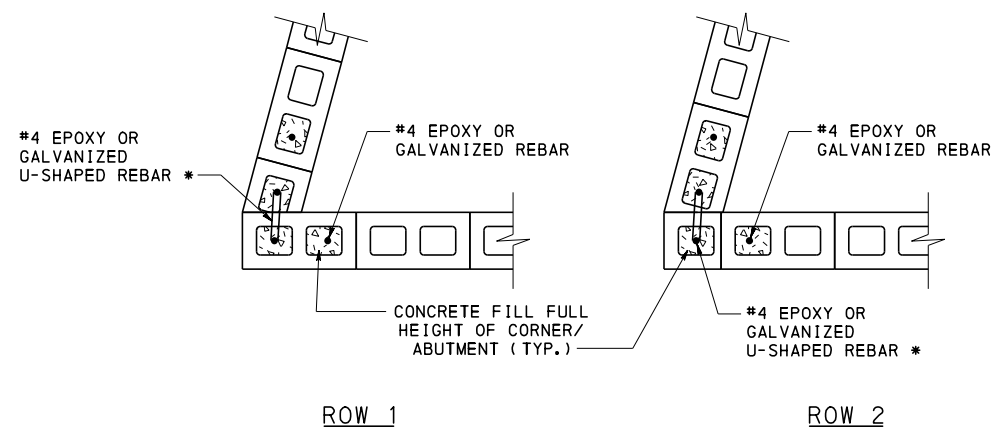 #4 EPOXY OR
GALVANIZED
U-SHAPED REBAR *
#4 EPOXY OR
GALVANIZED REBAR
#4 EPOXY OR
GALVANIZED REBAR
CONCRETE FILL FULL
HEIGHT OF CORNER/
ABUTMENT (TYP.)
#4 EPOXY OR
GALVANIZED
U-SHAPED REBAR *
ROW 1
ROW 2